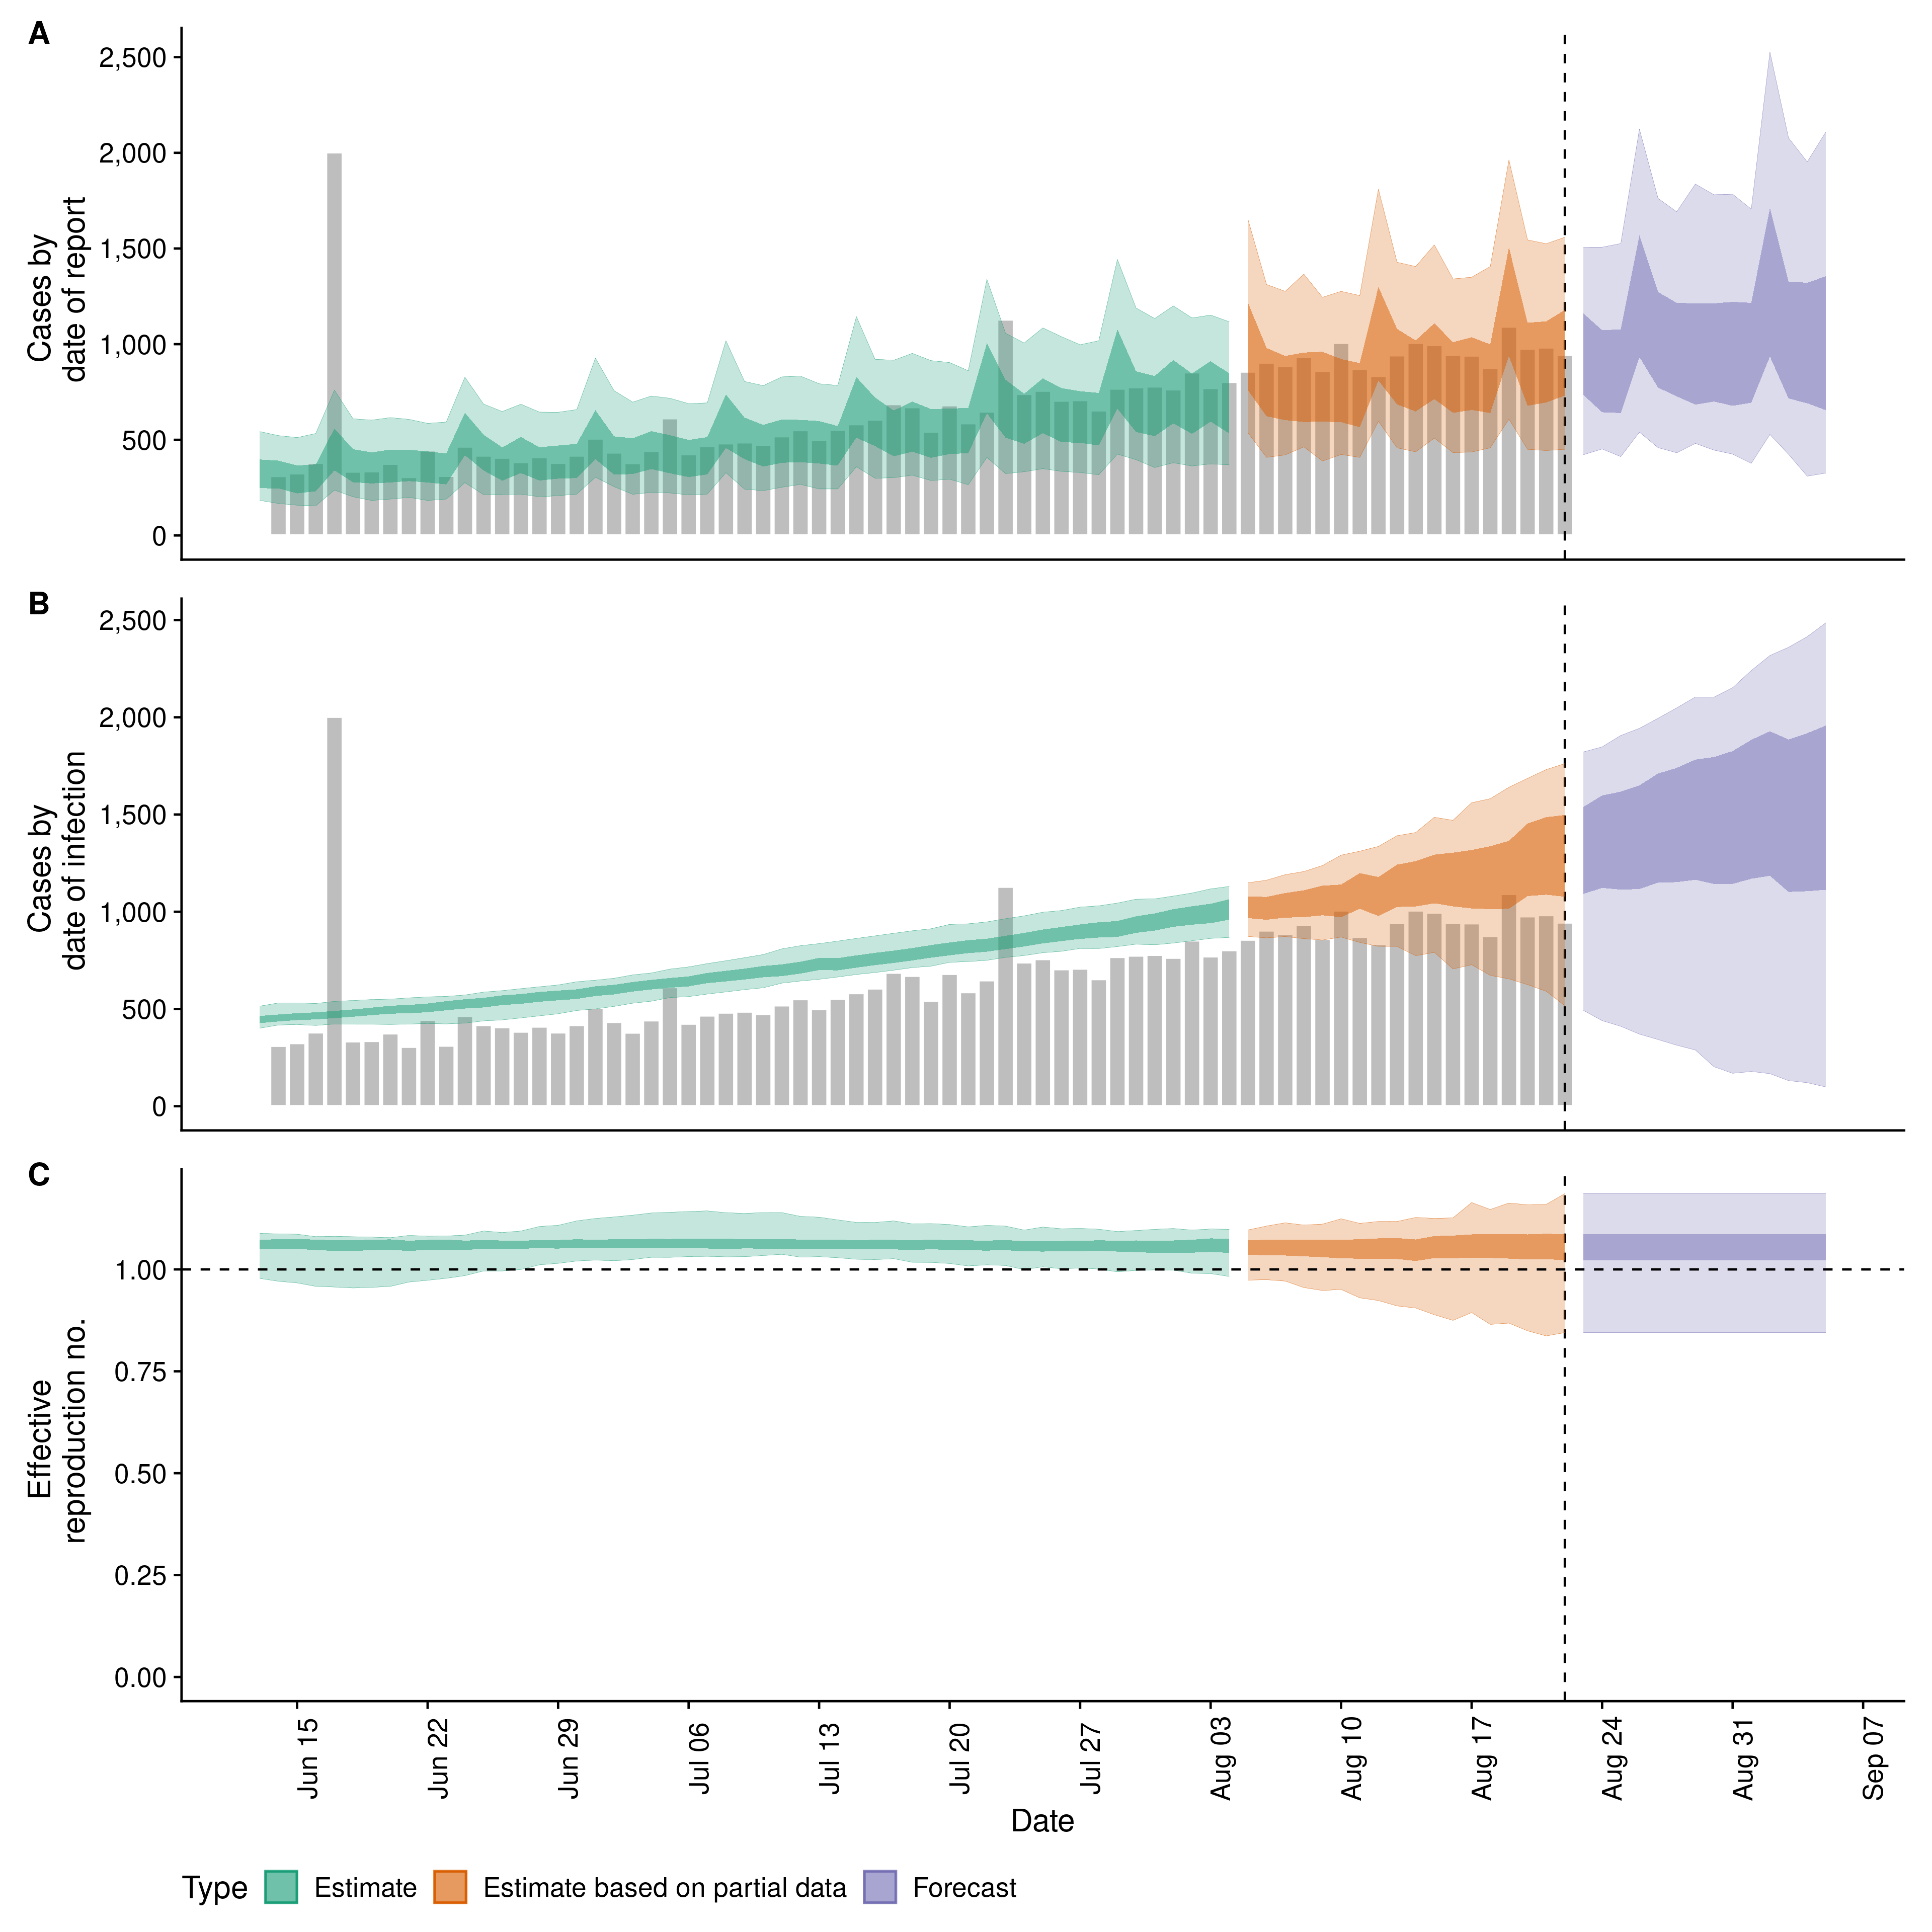 A
2,500
2,000
1,500
1,000
500
0
Cases by
date of report
B
2,500
2,000
1,500
1,000
500
0
Cases by
date of infection
C
1.00
0.75
0.50
0.25
0.00
Effective
reproduction no.
Jun 15
Jun 22
Jun 29
Jul 06
Jul 13
Jul 20
Jul 27
Aug 03
Aug 10
Aug 17
Aug 24
Aug 31
Sep 07
Date
Type Estimate Estimate based on partial data Forecast